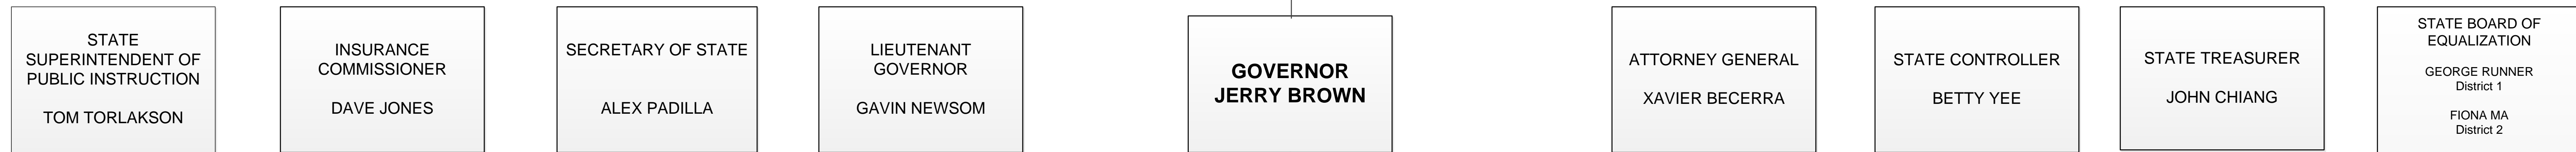 STATE
SUPERINTENDENT OF
PUBLIC INSTRUCTION
TOM TORLAKSON
INSURANCE
COMMISSIONER
DAVE JONES
SECRETARY OF STATE
ALEX PADILLA
LIEUTENANT
GOVERNOR
GAVIN NEWSOM
GOVERNOR
JERRY BROWN
ATTORNEY GENERAL
XAVIER BECERRA
STATE CONTROLLER
BETTY YEE
STATE TREASURER
JOHN CHIANG
STATE BOARD OF
EQUALIZATION
GEORGE RUNNER
District 1
FIONA MA
District 2